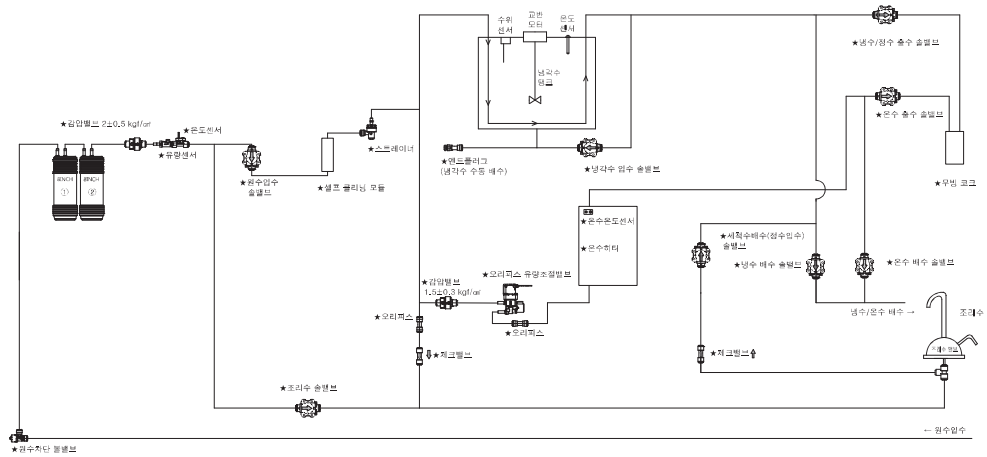 수위
센서
교반
모터
온도
센서
냉각수
탱크
★냉수/정수 출수 솔밸브
★감압밸브 2±0.5 kgf/㎠
★온도센서
★유량센서
★스트레이너
★온수 출수 솔밸브
8INCH
①
8INCH
②
★원수입수
솔밸브
★셀프 클리닝 모듈
★엔드플러그
(냉각수 수동 배수)
★냉각수 입수 솔밸브
★무빙 코크
★온수온도센서
★온수히터
★세척수배수(정수입수)
솔밸브
★냉수 배수 솔밸브
★온수 배수 솔밸브
★감압밸브
1.5±0.3 kgf/㎠
★오리피스 유량조절밸브
★오리피스
★오리피스
냉수/온수 배수 →
조리수
★체크밸브
★체크밸브
★조리수 솔밸브
← 원수입수
★원수차단 볼밸브